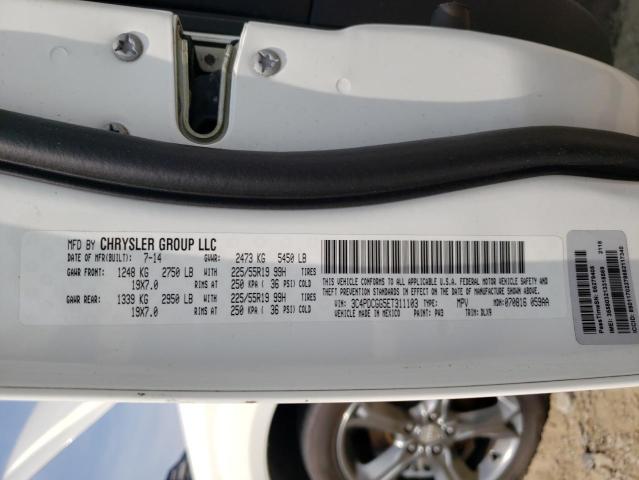 MFD BY CHRYSLER GROUP LLC
DATE OF MFR(BUILT): 7-14 GVWR: 2473 KG 5450 LB
GAWR FRONT: 1248 KG 2750 LB WITH 225/55R19 99H TIRES
19X7.0 RIMS AT 250 KPA ( 36 PSI) COLD
GAWR REAR: 1339 KG 2950 LB WITH 225/55R19 99H TIRES
19X7.0 RIMS AT 250 KPA ( 36 PSI) COLD
THIS VEHICLE CONFORMS TO ALL APPLICABLE U.S.A. FEDERAL MOTOR VEHICLE SAFETY AND
THEFT PREVENTION STANDARDS IN EFFECT ON THE DATE OF MANUFACTURE SHOWN ABOVE.
VIN: 3C4PDCGG5ET311103 TYPE: MPV MDH: 070816 059AA
VEHICLE MADE IN MEXICO PAINT: PW3 TRIM: DLX9
2116